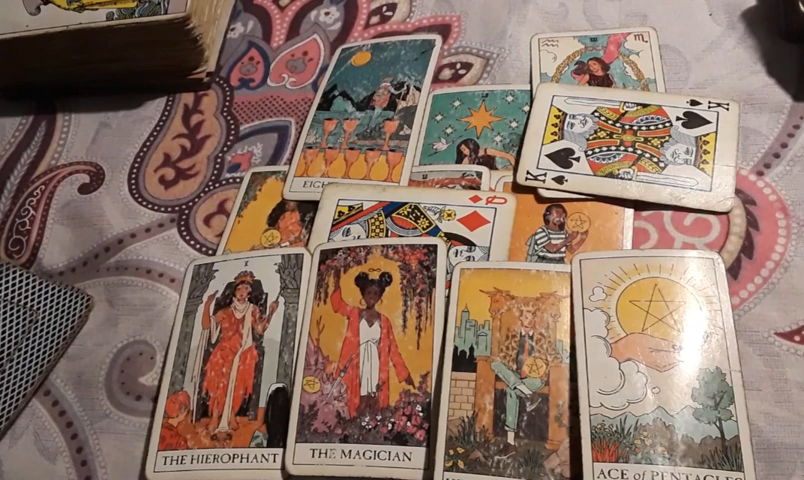 EIGH
K
K
Q
THE HIEROPHANT
THE MAGICIAN
ACE of PENTACLES